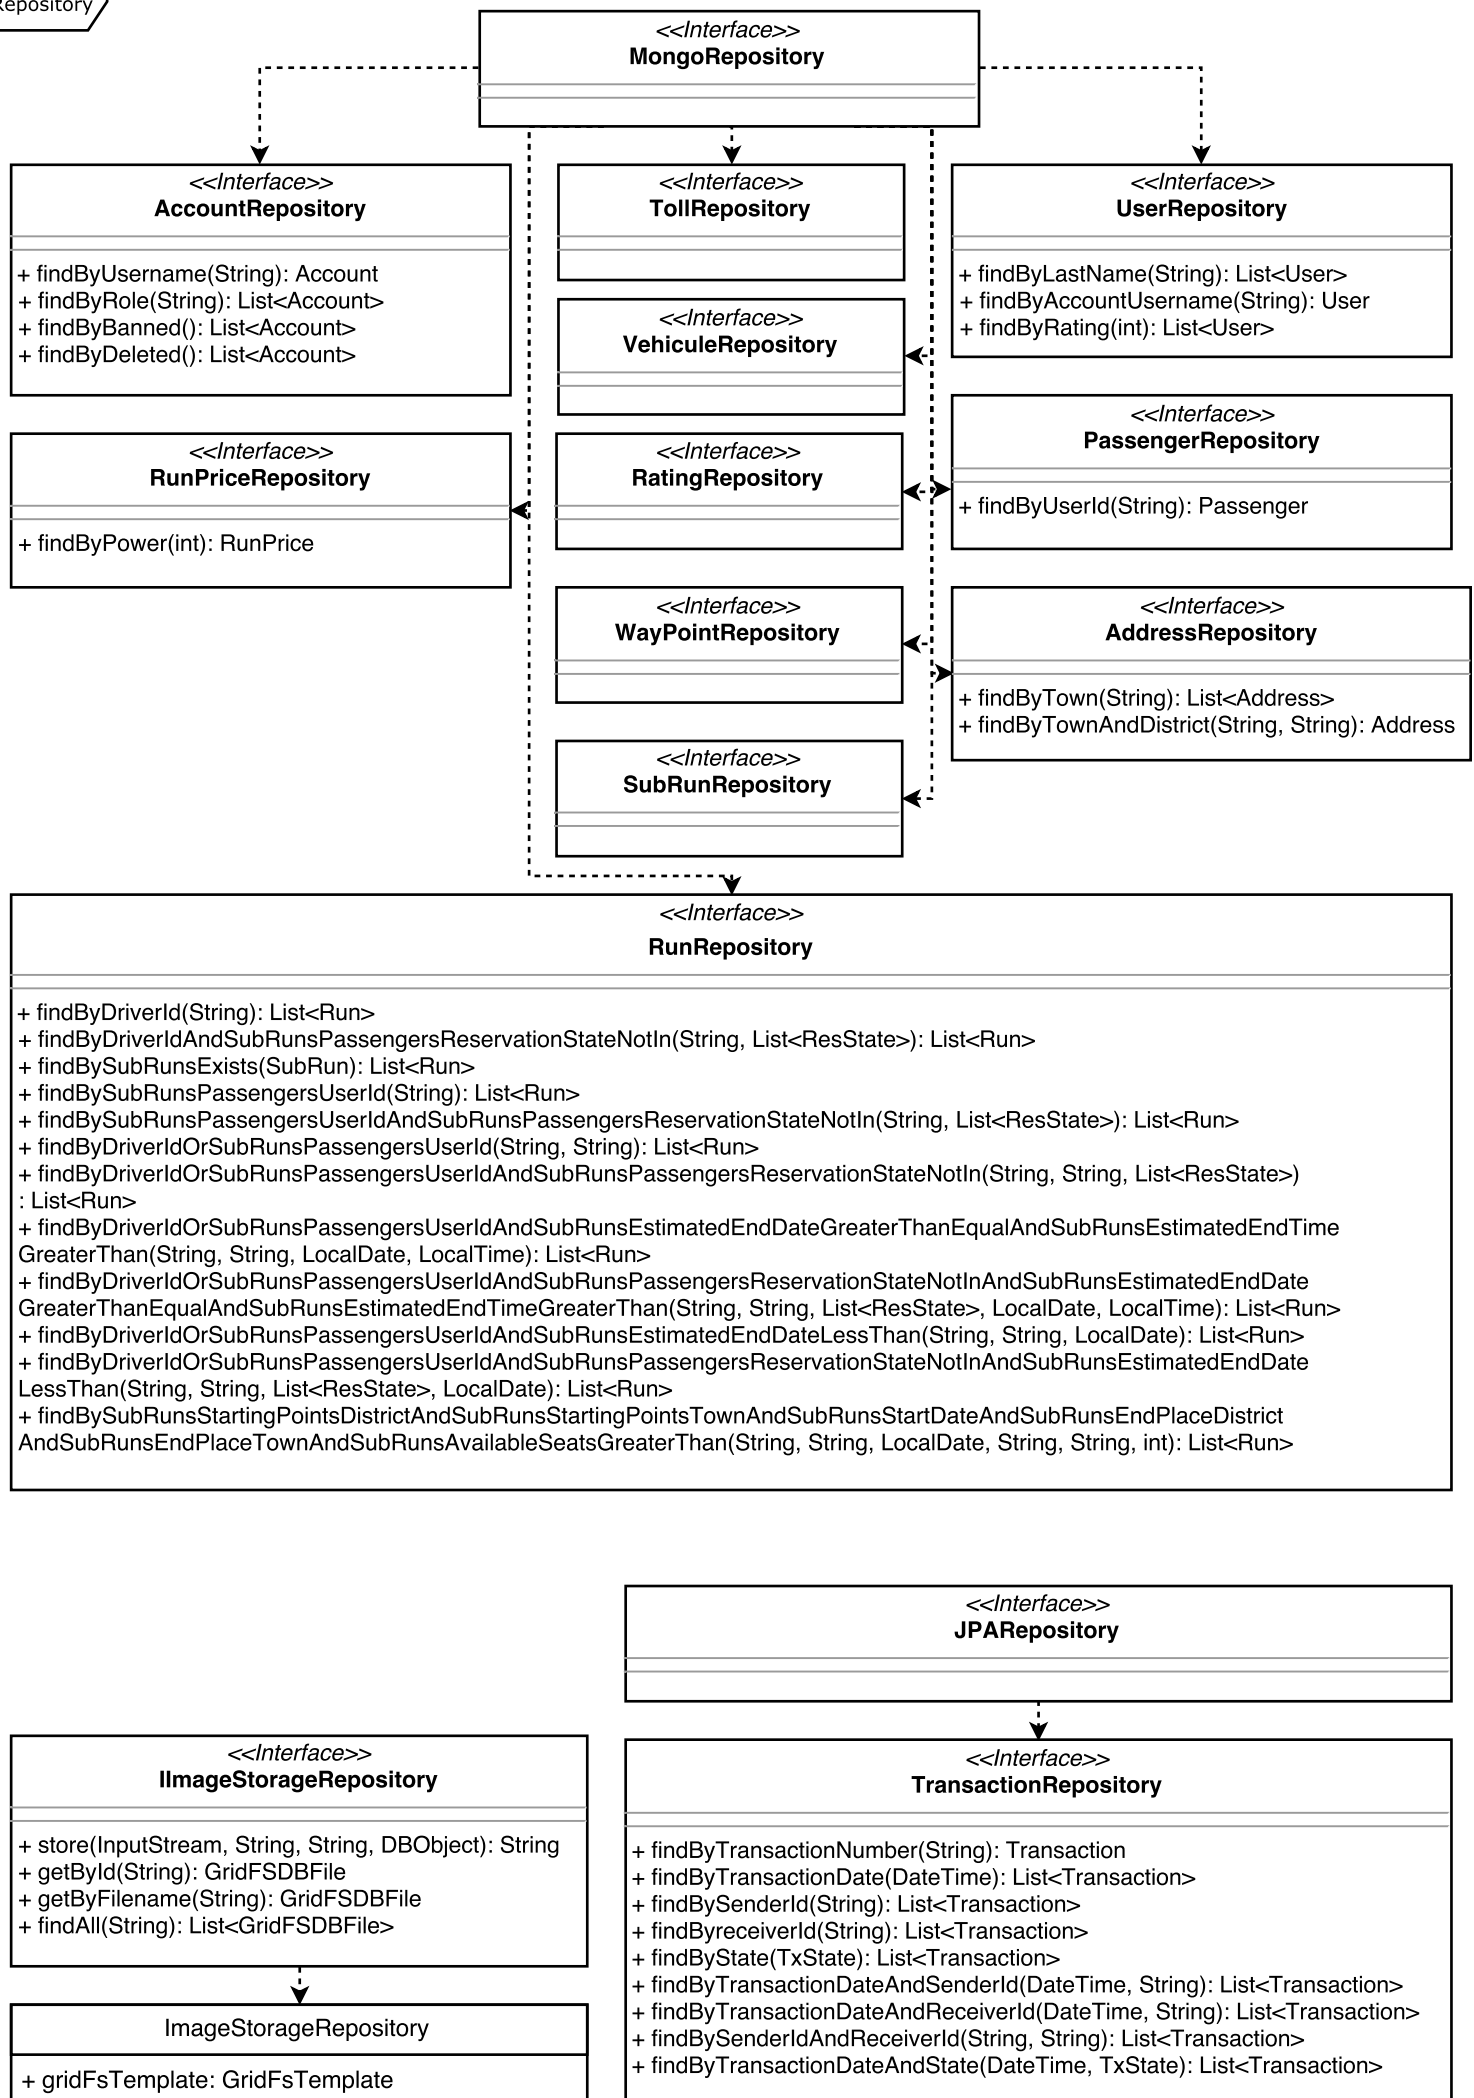 Repository
<<Interface>>
MongoRepository
<<Interface>>
AccountRepository
+ findByUsername(String): Account
+ findByRole(String): List<Account>
+ findByBanned(): List<Account>
+ findByDeleted(): List<Account>
<<Interface>>
TollRepository
<<Interface>>
UserRepository
+ findByLastName(String): List<User>
+ findByAccountUsername(String): User
+ findByRating(int): List<User>
<<Interface>>
VehiculeRepository
<<Interface>>
RunPriceRepository
+ findByPower(int): RunPrice
<<Interface>>
RatingRepository
<<Interface>>
PassengerRepository
+ findByUserId(String): Passenger
<<Interface>>
WayPointRepository
<<Interface>>
AddressRepository
+ findByTown(String): List<Address>
+ findByTownAndDistrict(String, String): Address
<<Interface>>
SubRunRepository
<<Interface>>
RunRepository
+ findByDriverId(String): List<Run>
+ findByDriverIdAndSubRunsPassengersReservationStateNotIn(String, List<ResState>): List<Run>
+ findBySubRunsExists(SubRun): List<Run>
+ findBySubRunsPassengersUserId(String): List<Run>
+ findBySubRunsPassengersUserIdAndSubRunsPassengersReservationStateNotIn(String, List<ResState>): List<Run>
+ findByDriverIdOrSubRunsPassengersUserId(String, String): List<Run>
+ findByDriverIdOrSubRunsPassengersUserIdAndSubRunsPassengersReservationStateNotIn(String, String, List<ResState>)
: List<Run>
+ findByDriverIdOrSubRunsPassengersUserIdAndSubRunsEstimatedEndDateGreaterThanEqualAndSubRunsEstimatedEndTime
GreaterThan(String, String, LocalDate, LocalTime): List<Run>
+ findByDriverIdOrSubRunsPassengersUserIdAndSubRunsPassengersReservationStateNotInAndSubRunsEstimatedEndDate
GreaterThanEqualAndSubRunsEstimatedEndTimeGreaterThan(String, String, List<ResState>, LocalDate, LocalTime): List<Run>
+ findByDriverIdOrSubRunsPassengersUserIdAndSubRunsEstimatedEndDateLessThan(String, String, LocalDate): List<Run>
+ findByDriverIdOrSubRunsPassengersUserIdAndSubRunsPassengersReservationStateNotInAndSubRunsEstimatedEndDate
LessThan(String, String, List<ResState>, LocalDate): List<Run>
+ findBySubRunsStartingPointsDistrictAndSubRunsStartingPointsTownAndSubRunsStartDateAndSubRunsEndPlaceDistrict
AndSubRunsEndPlaceTownAndSubRunsAvailableSeatsGreaterThan(String, String, LocalDate, String, String, int): List<Run>
<<Interface>>
JPARepository
<<Interface>>
IImageStorageRepository
+ store(InputStream, String, String, DBObject): String
+ getById(String): GridFSDBFile
+ getByFilename(String): GridFSDBFile
+ findAll(String): List<GridFSDBFile>
ImageStorageRepository
+ gridFsTemplate: GridFsTemplate
<<Interface>>
TransactionRepository
+ findByTransactionNumber(String): Transaction
+ findByTransactionDate(DateTime): List<Transaction>
+ findBySenderId(String): List<Transaction>
+ findByreceiverId(String): List<Transaction>
+ findByState(TxState): List<Transaction>
+ findByTransactionDateAndSenderId(DateTime, String): List<Transaction>
+ findByTransactionDateAndReceiverId(DateTime, String): List<Transaction>
+ findBySenderIdAndReceiverId(String, String): List<Transaction>
+ findByTransactionDateAndState(DateTime, TxState): List<Transaction>